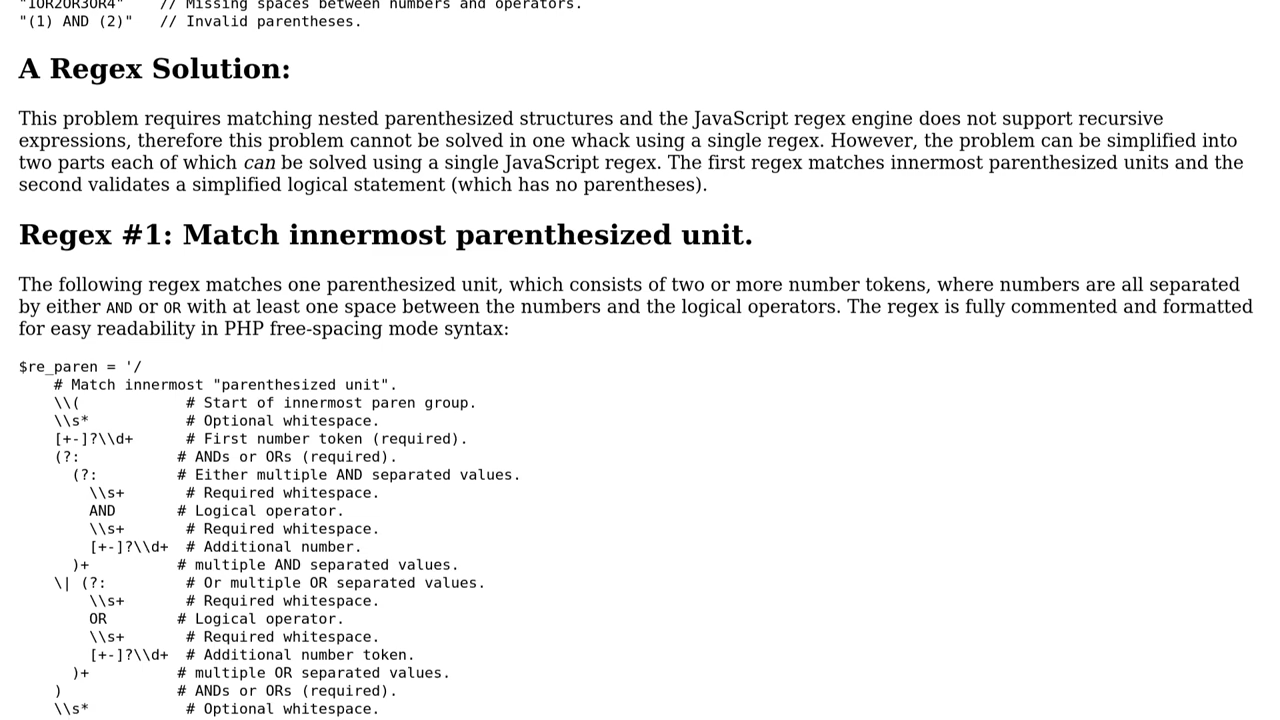 "1OR2OR3OR4"   // Missing spaces between numbers and operators.
"(1) AND (2)"   // Invalid parentheses.
A Regex Solution:
This problem requires matching nested parenthesized structures and the JavaScript regex engine does not support recursive
expressions, therefore this problem cannot be solved in one whack using a single regex. However, the problem can be simplified into
two parts each of which can be solved using a single JavaScript regex. The first regex matches innermost parenthesized units and the
second validates a simplified logical statement (which has no parentheses).
Regex #1: Match innermost parenthesized unit.
The following regex matches one parenthesized unit, which consists of two or more number tokens, where numbers are all separated
by either AND or OR with at least one space between the numbers and the logical operators. The regex is fully commented and formatted
for easy readability in PHP free-spacing mode syntax:
$re_paren = '/
    # Match innermost "parenthesized unit".
    \\(            # Start of innermost paren group.
    \\s*           # Optional whitespace.
    [+-]?\\d+      # First number token (required).
    (?:           # ANDs or ORs (required).
      (?:         # Either multiple AND separated values.
        \\s+       # Required whitespace.
        AND       # Logical operator.
        \\s+       # Required whitespace.
        [+-]?\\d+  # Additional number.
      )+          # multiple AND separated values.
    \| (?:         # Or multiple OR separated values.
        \\s+       # Required whitespace.
        OR        # Logical operator.
        \\s+       # Required whitespace.
        [+-]?\\d+  # Additional number token.
      )+          # multiple OR separated values.
    )             # ANDs or ORs (required).
    \\s*           # Optional whitespace.